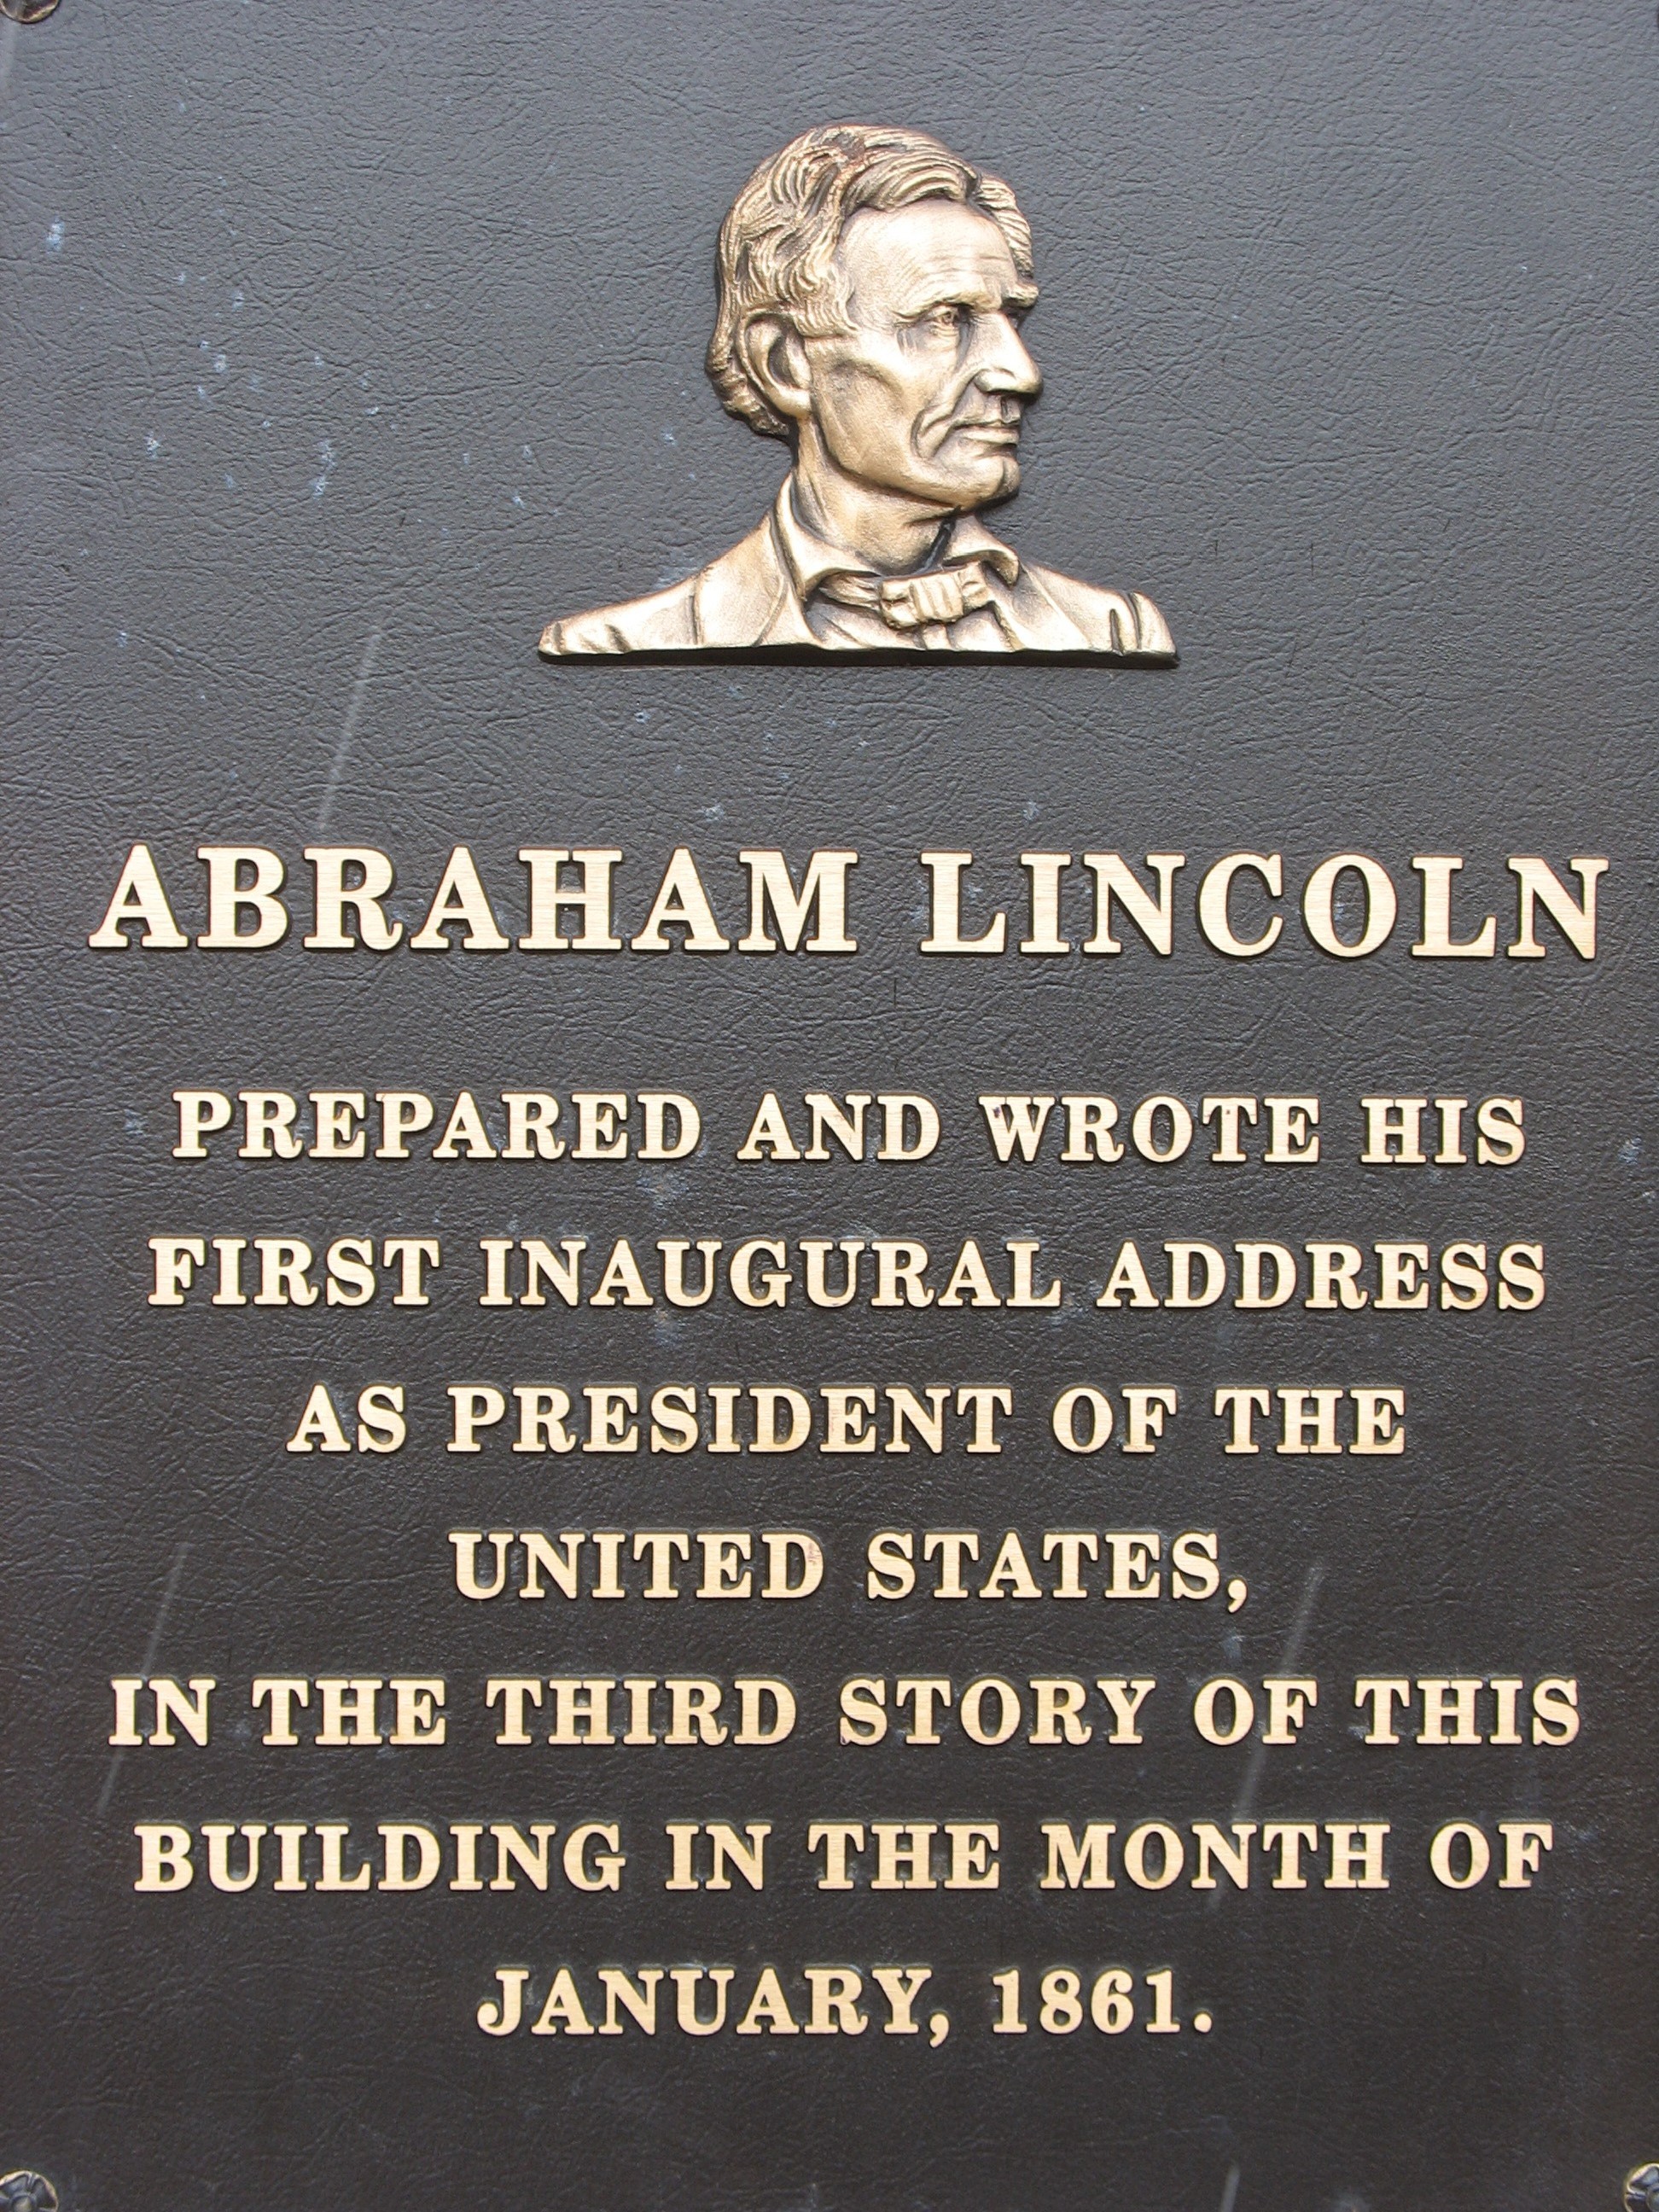 ABRAHAM LINCOLN
PREPARED AND WROTE HIS
FIRST INAUGURAL ADDRESS
AS PRESIDENT OF THE
UNITED STATES,
IN THE THIRD STORY OF THIS
BUILDING IN THE MONTH OF
JANUARY, 1861.